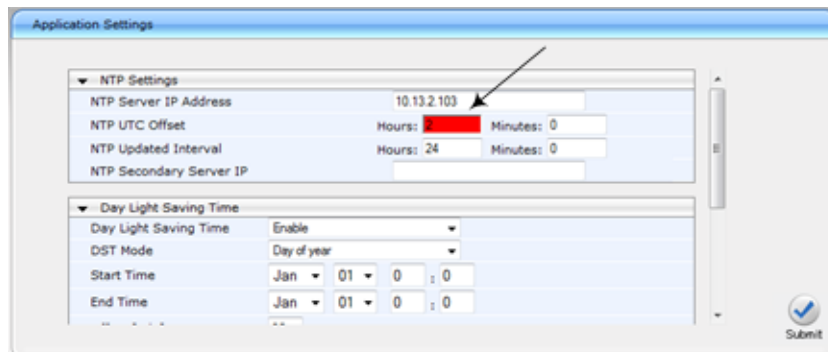 Application Settings
NTP Settings
NTP Server IP Address 10.13.2.103
NTP UTC Offset Hours: 2 Minutes: 0
NTP Updated Interval Hours: 24 Minutes: 0
NTP Secondary Server IP
Day Light Saving Time
Day Light Saving Time Enable
DST Mode Day of year
Start Time Jan 01 0 : 0
End Time Jan 01 0 : 0
Submit